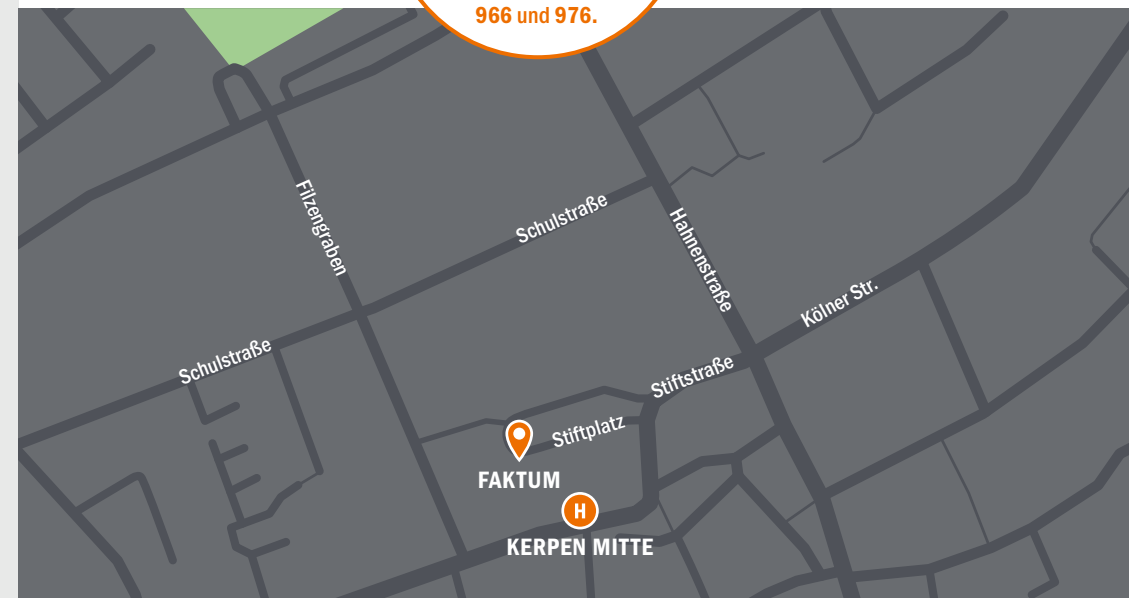 966 und 976.
Filzengraben
Schulstraße
Hahnenstraße
Kölner Str.
Schulstraße
Stiftstraße
Stiftplatz
FAKTUM
H
KERPEN MITTE